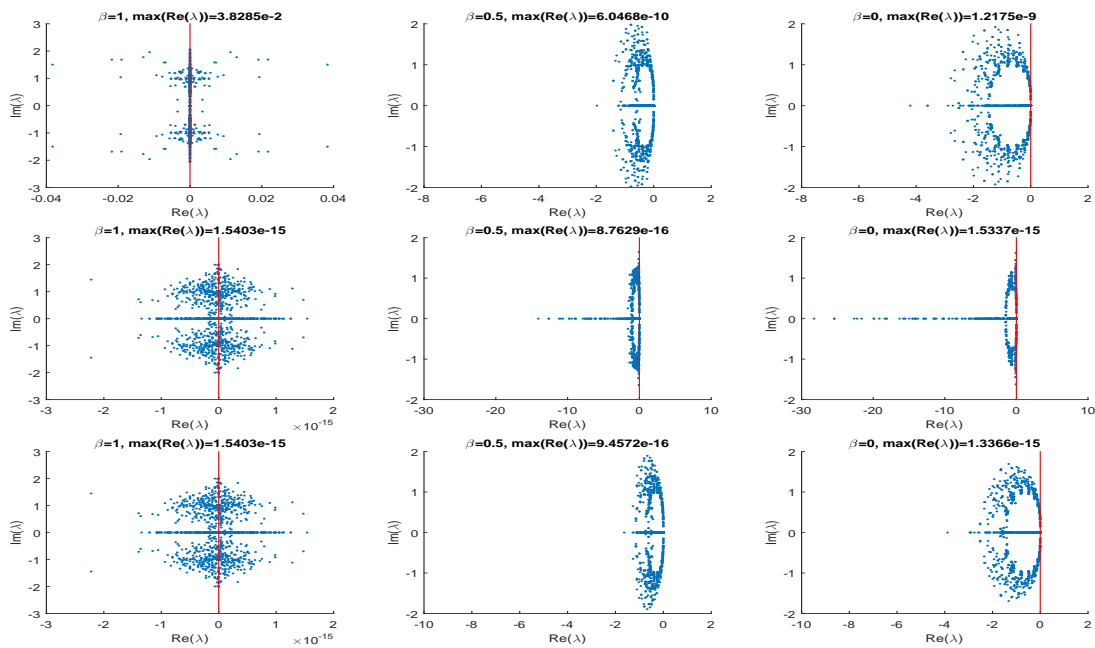 β=1, max(Re(λ))=3.8285e-2
β=0.5, max(Re(λ))=6.0468e-10
β=0, max(Re(λ))=1.2175e-9
3
2
1
0
-1
-2
-3
Im(λ)
-0.04 -0.02 0 0.02 0.04
Re(λ)
2
1
0
-1
-2
Im(λ)
-8 -6 -4 -2 0 2
Re(λ)
2
1
0
-1
-2
Im(λ)
-8 -6 -4 -2 0 2
Re(λ)
β=1, max(Re(λ))=1.5403e-15
β=0.5, max(Re(λ))=8.7629e-16
β=0, max(Re(λ))=1.5337e-15
3
2
1
0
-1
-2
-3
Im(λ)
-3 -2 -1 0 1 2
Re(λ)
×10-15
2
1
0
-1
-2
Im(λ)
-30 -20 -10 0 10
Re(λ)
2
1
0
-1
-2
Im(λ)
-30 -20 -10 0 10
Re(λ)
β=1, max(Re(λ))=1.5403e-15
β=0.5, max(Re(λ))=9.4572e-16
β=0, max(Re(λ))=1.3366e-15
3
2
1
0
-1
-2
-3
Im(λ)
-3 -2 -1 0 1 2
Re(λ)
×10-15
2
1
0
-1
-2
Im(λ)
-10 -8 -6 -4 -2 0 2
Re(λ)
2
1
0
-1
-2
Im(λ)
-10 -8 -6 -4 -2 0 2
Re(λ)